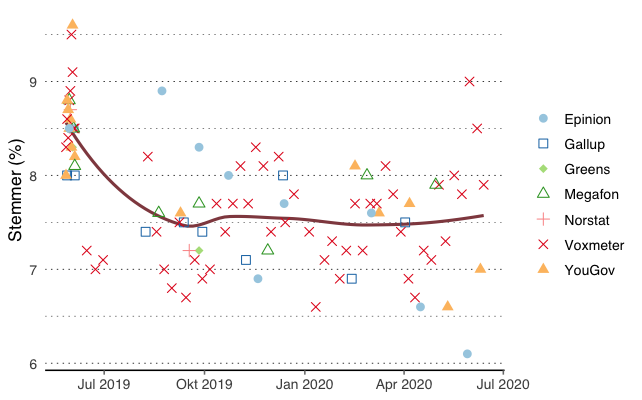 Stemmer (%)
9
8
7
6
Jul 2019
Okt 2019
Jan 2020
Apr 2020
Jul 2020
Epinion
Gallup
Greens
Megafon
Norstat
Voxmeter
YouGov